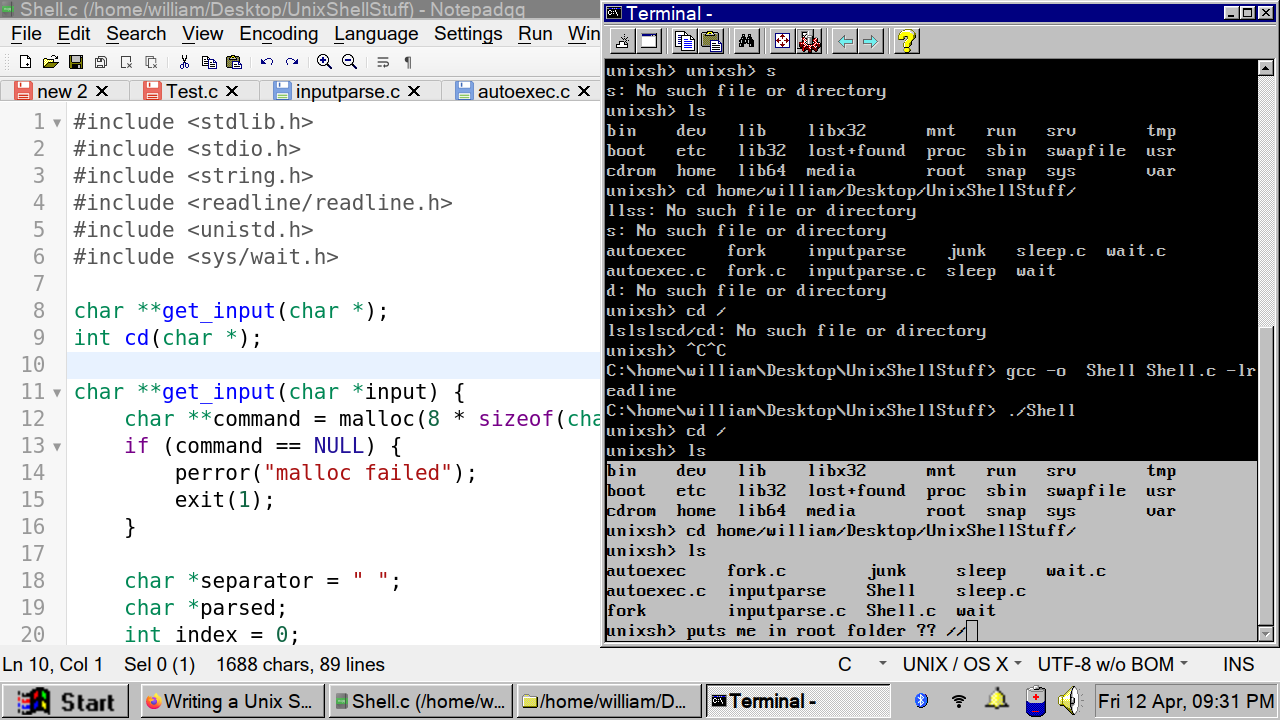 Shell.c (/home/william/Desktop/UnixShellStuff) - Notepadqq
File Edit Search View Encoding Language Settings Run Win
new 2 Test.c inputparse.c autoexec.c
1 #include <stdlib.h>
2 #include <stdio.h>
3 #include <string.h>
4 #include <readline/readline.h>
5 #include <unistd.h>
6 #include <sys/wait.h>
7
8 char **get_input(char *);
9 int cd(char *);
10
11 char **get_input(char *input) {
12 char **command = malloc(8 * sizeof(cha
13 if (command == NULL) {
14 perror("malloc failed");
15 exit(1);
16 }
17
18 char *separator = " ";
19 char *parsed;
20 int index = 0;
Ln 10, Col 1 Sel 0 (1) 1688 chars, 89 lines C UNIX / OS X UTF-8 w/o BOM INS
Terminal -
unixsh> unixsh> s
s: No such file or directory
unixsh> ls
bin dev lib libx32 mnt run srv tmp
boot etc lib32 lost+found proc sbin swapfile usr
cdrom home lib64 media root snap sys var
unixsh> cd home/william/Desktop/UnixShellStuff/
llss: No such file or directory
s: No such file or directory
autoexec fork inputparse junk sleep.c wait.c
autoexec.c fork.c inputparse.c sleep wait
d: No such file or directory
unixsh> cd /
lslslscd/cd: No such file or directory
unixsh> ^C^C
C:\home\william\Desktop\UnixShellStuff> gcc -o Shell Shell.c -lr
eadline
C:\home\william\Desktop\UnixShellStuff> ./Shell
unixsh> cd /
unixsh> ls
bin dev lib libx32 mnt run srv tmp
boot etc lib32 lost+found proc sbin swapfile usr
cdrom home lib64 media root snap sys var
unixsh> cd home/william/Desktop/UnixShellStuff/
unixsh> ls
autoexec fork.c junk sleep wait.c
autoexec.c inputparse Shell sleep.c
fork inputparse.c Shell.c wait
unixsh> puts me in root folder ?? //
Start Writing a Unix S... Shell.c (/home/w... /home/william/D... Terminal - Fri 12 Apr, 09:31 PM